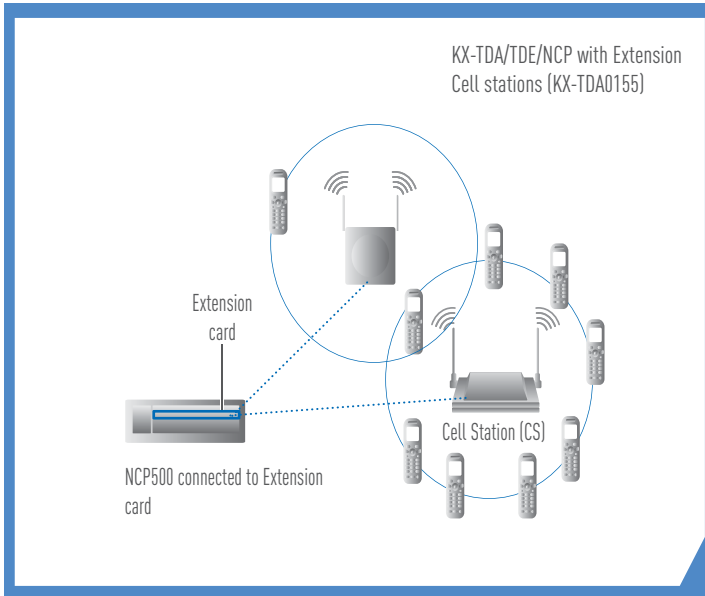 KX-TDA/TDE/NCP with Extension
Cell stations (KX-TDA0155)
Extension
card
Cell Station (CS)
NCP500 connected to Extension
card